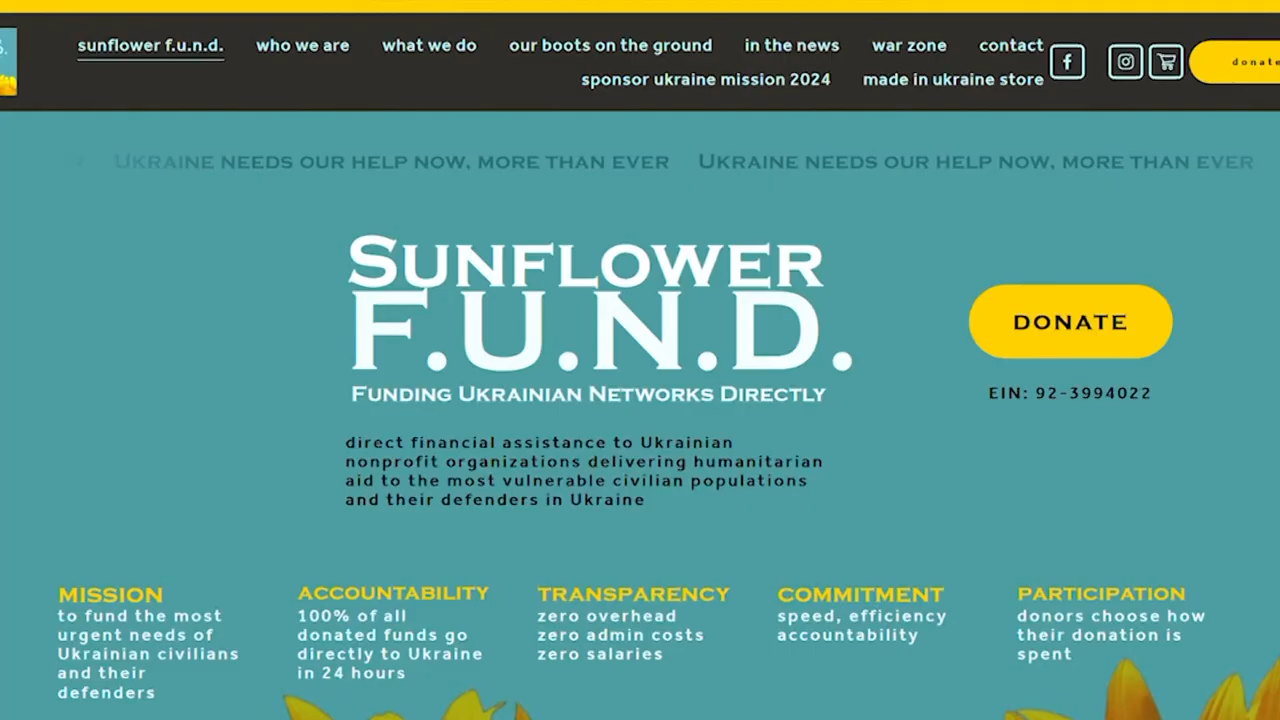 sunflower f.u.n.d. who we are what we do our boots on the ground in the news war zone contact
sponsor ukraine mission 2024 made in ukraine store
donate
Ukraine needs our help now, more than ever Ukraine needs our help now, more than ever
Sunflower
F.U.N.D.
Funding Ukrainian Networks Directly
DONATE
EIN: 92-3994022
direct financial assistance to Ukrainian
nonprofit organizations delivering humanitarian
aid to the most vulnerable civilian populations
and their defenders in Ukraine
MISSION
to fund the most
urgent needs of
Ukrainian civilians
and their
defenders
ACCOUNTABILITY
100% of all
donated funds go
directly to Ukraine
in 24 hours
TRANSPARENCY
zero overhead
zero admin costs
zero salaries
COMMITMENT
speed, efficiency
accountability
PARTICIPATION
donors choose how
their donation is
spent